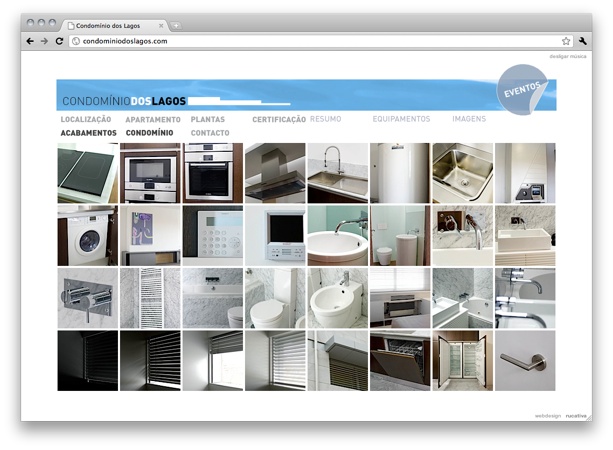 Condomínio dos Lagos
condominiodoslagos.com
desligar música
EVENTOS
CONDOMÍNIODOSLAGOS
LOCALIZAÇÃO APARTAMENTO PLANTAS CERTIFICAÇÃO RESUMO EQUIPAMENTOS IMAGENS
ACABAMENTOS CONDOMÍNIO CONTACTO
webdesign nucativo